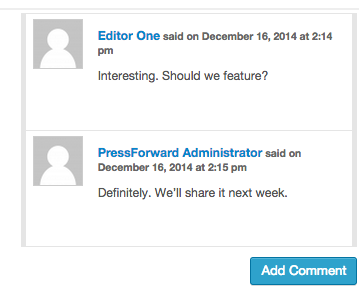 Editor One said on December 16, 2014 at 2:14
pm
Interesting. Should we feature?
PressForward Administrator said on
December 16, 2014 at 2:15 pm
Definitely. We'll share it next week.
Add Comment